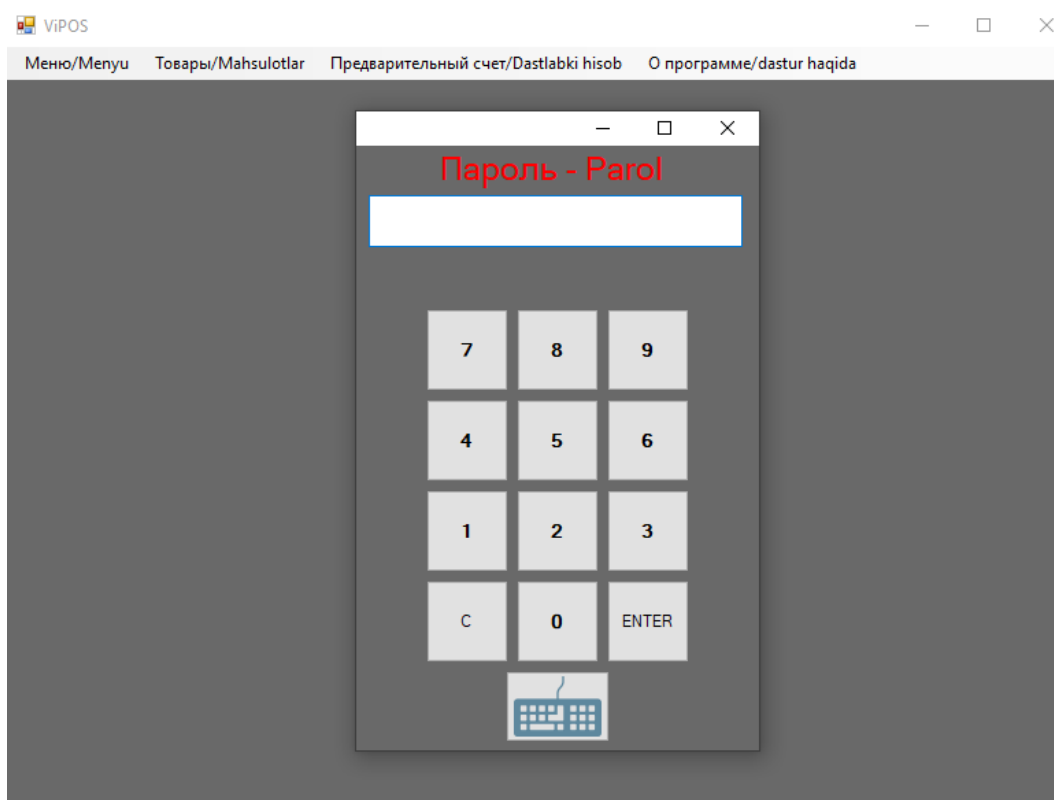 ViPOS
Меню/Menyu Товары/Mahsulotlar Предварительный счет/Dastlabki hisob О программе/dastur haqida
Пароль - Parol
7 8 9
4 5 6
1 2 3
C 0 ENTER